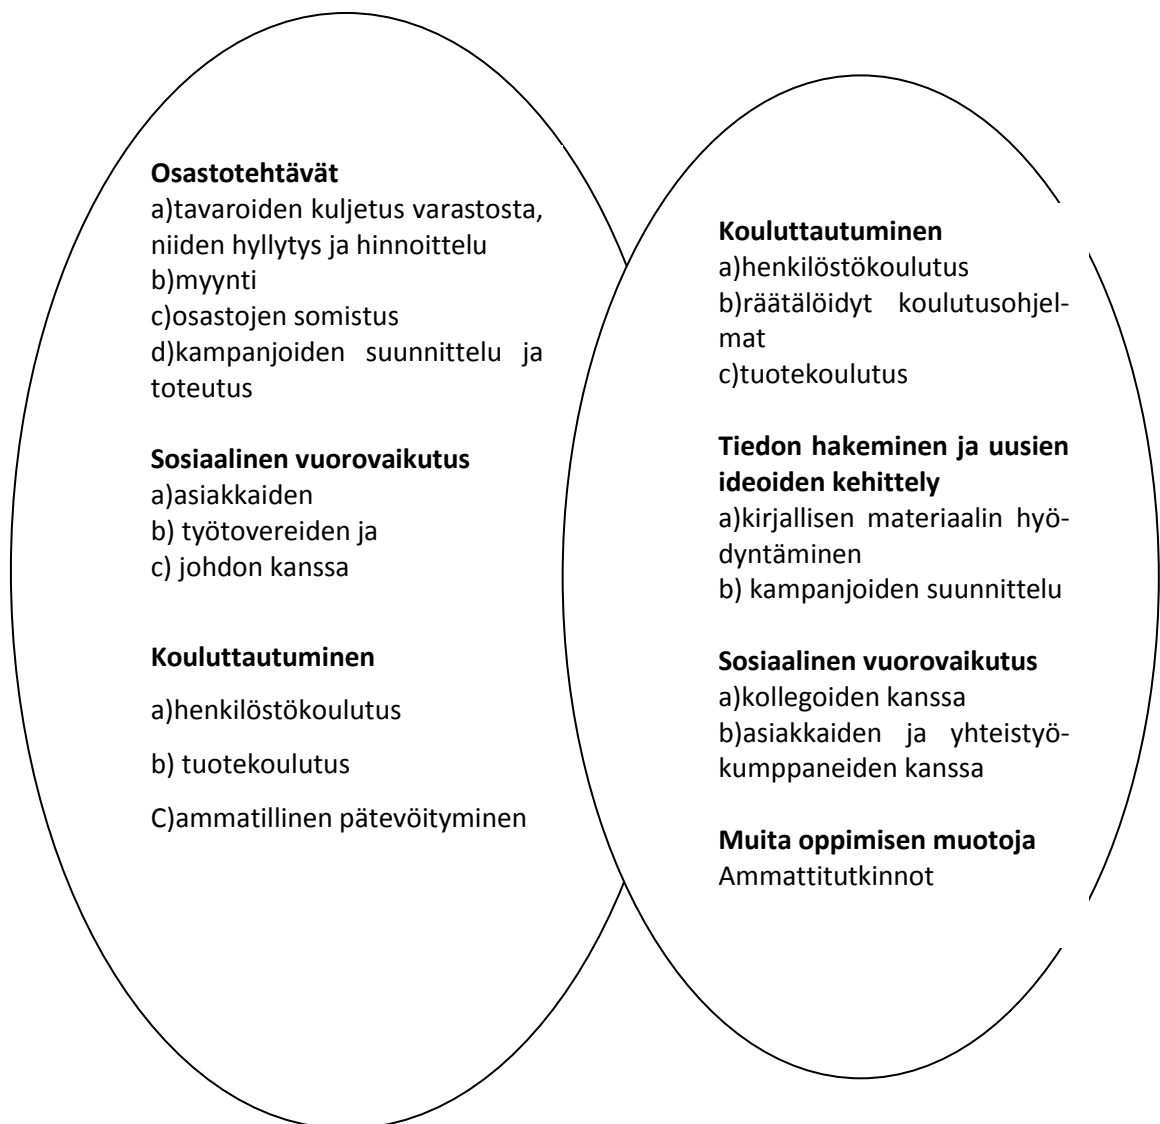 Osastotehtävät
a)tavaroiden kuljetus varastosta,
niiden hyllytys ja hinnoittelu
b)myynti
c)osastojen somistus
d)kampanjoiden suunnittelu ja
toteutus
Sosiaalinen vuorovaikutus
a)asiakkaiden
b) työtovereiden ja
c) johdon kanssa
Kouluttautuminen
a)henkilöstökoulutus
b) tuotekoulutus
C)ammatillinen pätevöityminen
Kouluttautuminen
a)henkilöstökoulutus
b)räätälöidyt koulutusohjel-
mat
c)tuotekoulutus
Tiedon hakeminen ja uusien
ideoiden kehittely
a)kirjallisen materiaalin hyö-
dyntäminen
b) kampanjoiden suunnittelu
Sosiaalinen vuorovaikutus
a)kollegoiden kanssa
b)asiakkaiden ja yhteistyö-
kumppaneiden kanssa
Muita oppimisen muotoja
Ammattitutkinnot